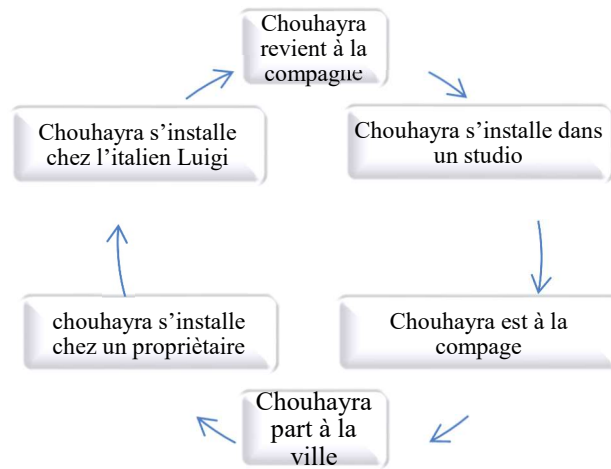 Chouhayra
revient à la
compagne
Chouhayra s’installe dans
un studio
Chouhayra est à la
compage
Chouhayra
part à la
ville
chouhayra s’installe
chez un propriètaire
Chouhayra s’installe
chez l’italien Luigi